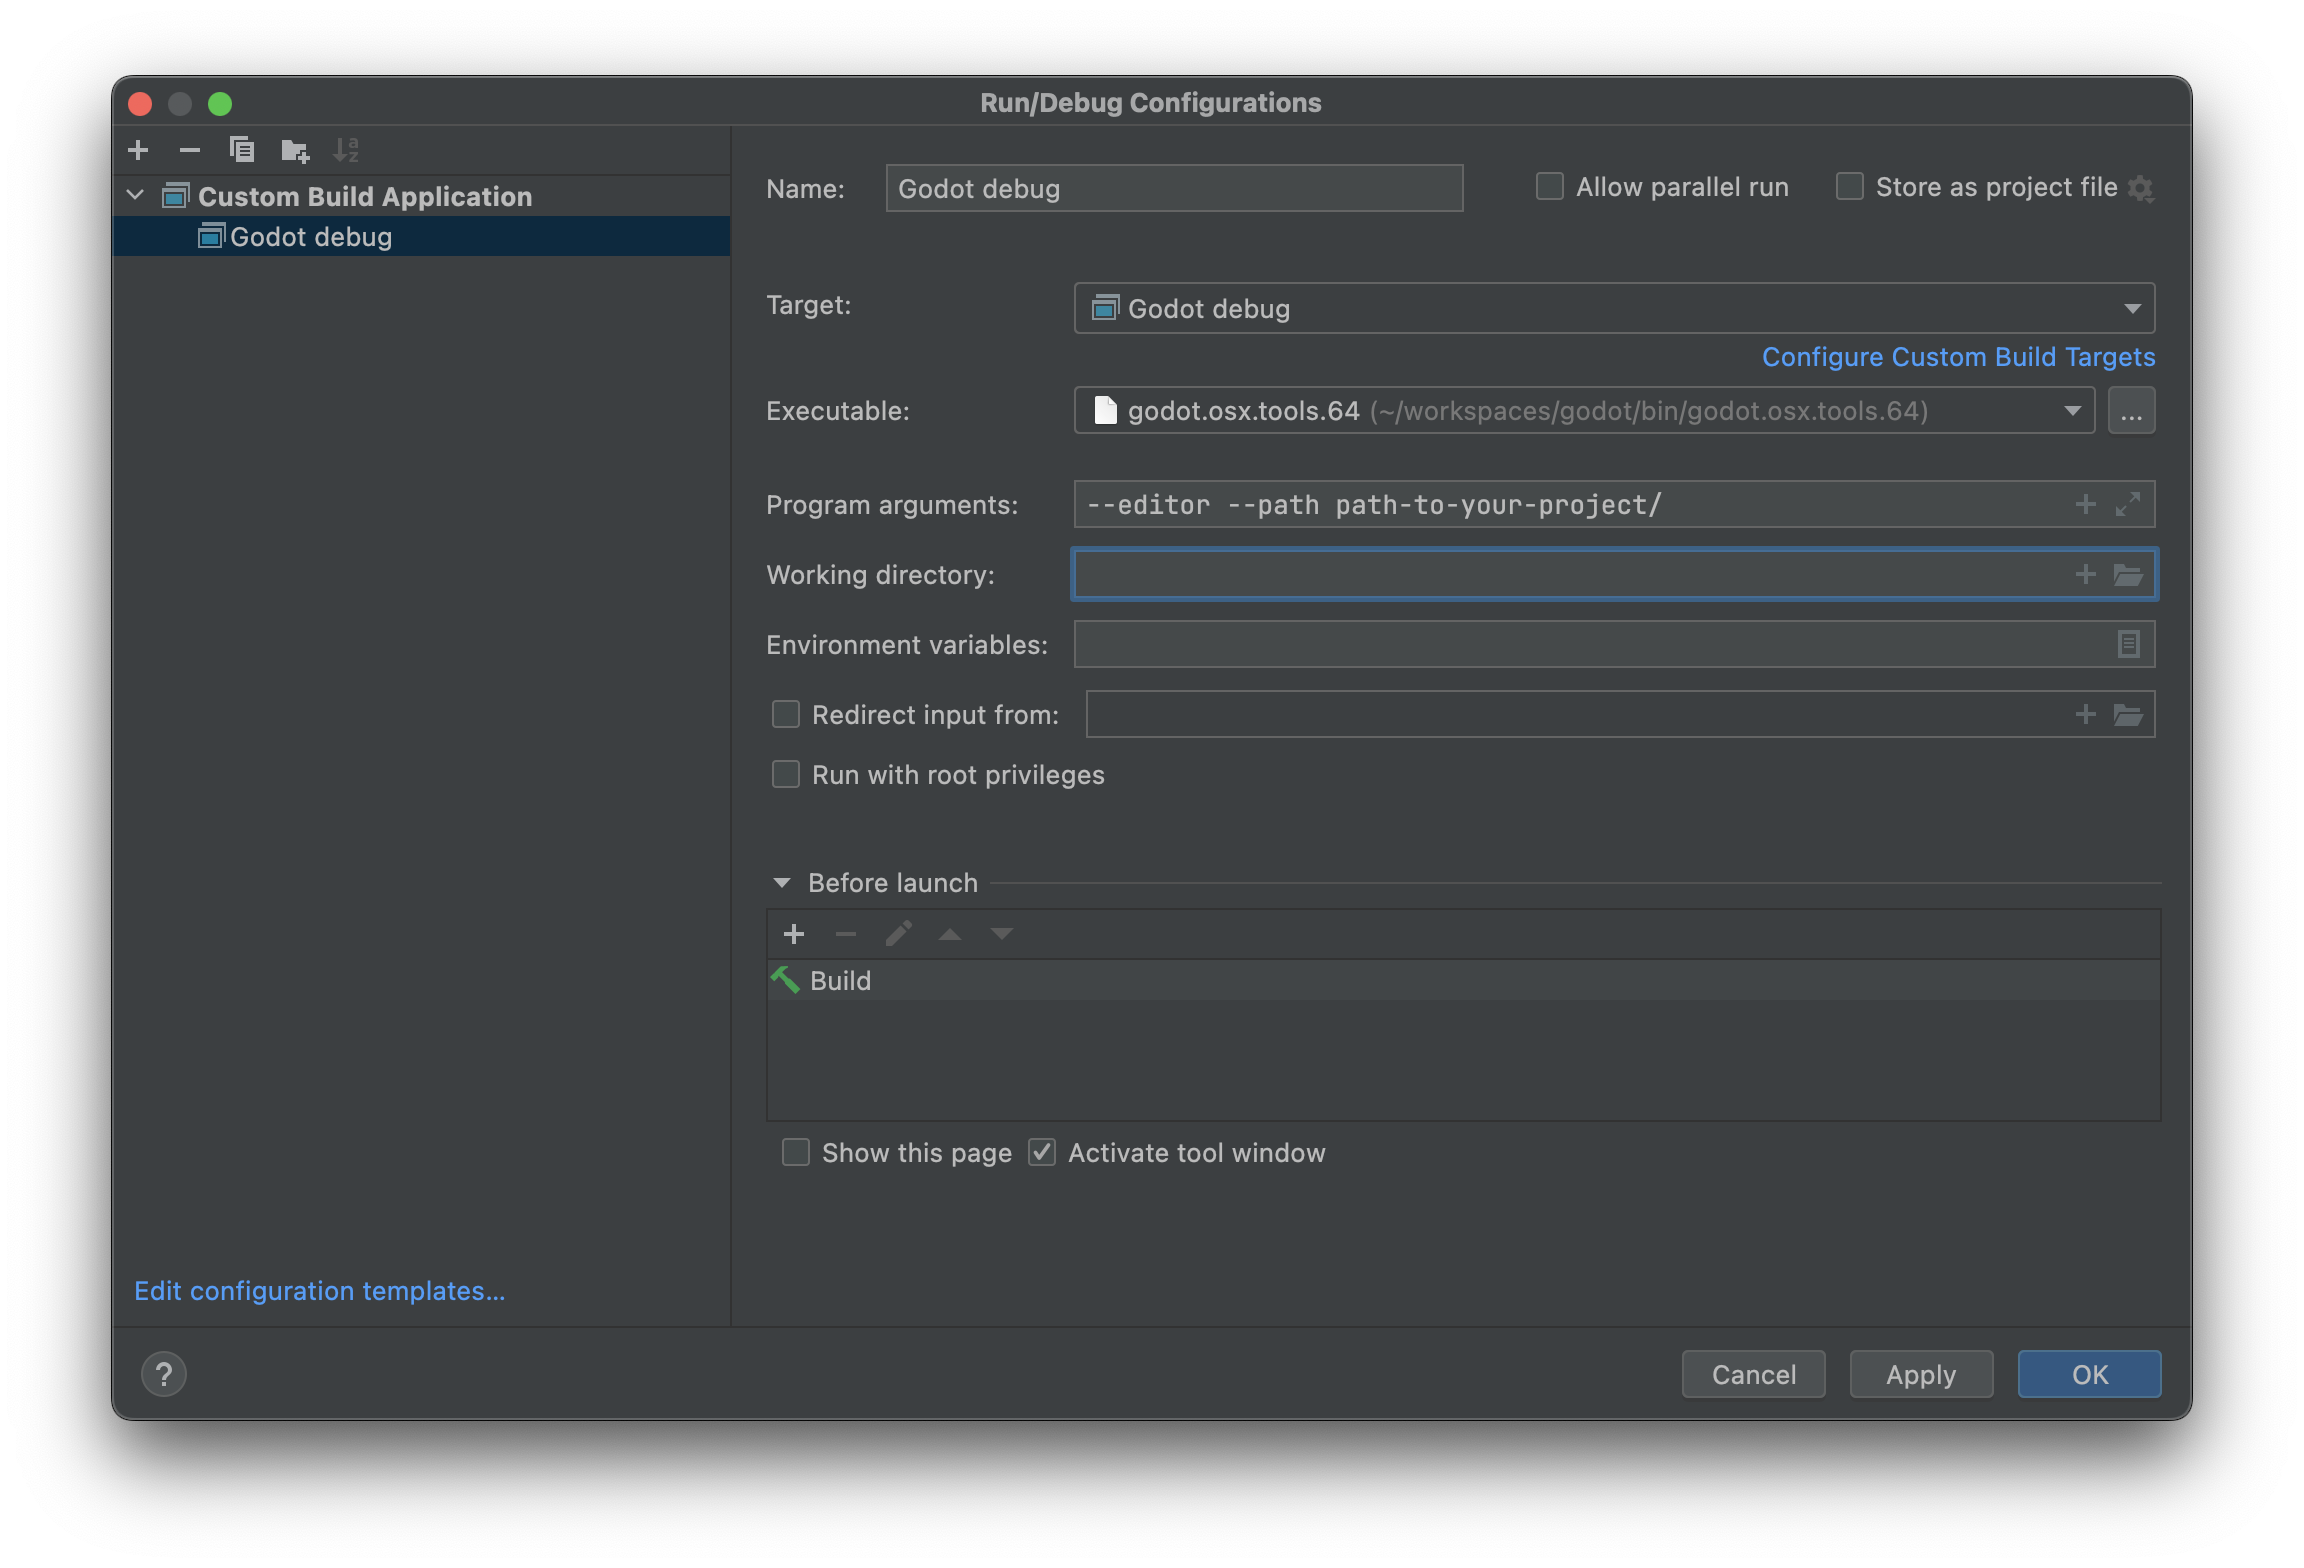 Run/Debug Configurations
Custom Build Application
Godot debug
Name: Godot debug Allow parallel run Store as project file
Target: Godot debug
Configure Custom Build Targets
Executable: godot.osx.tools.64 (~/workspaces/godot/bin/godot.osx.tools.64) ...
Program arguments: --editor --path path-to-your-project/
Working directory:
Environment variables:
Redirect input from:
Run with root privileges
Before launch
Build
Show this page Activate tool window
Edit configuration templates...
? Cancel Apply OK